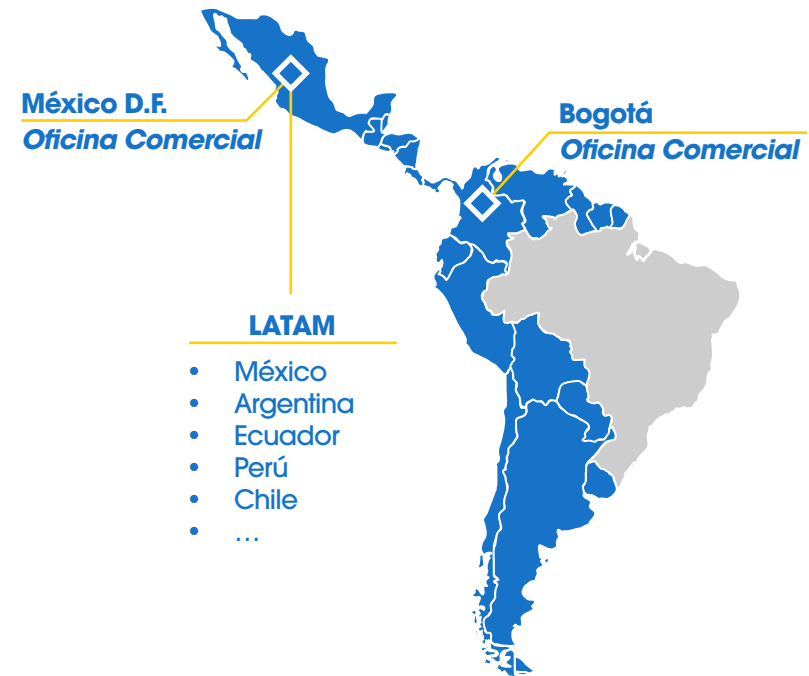 México D.F.
Oficina Comercial
Bogotá
Oficina Comercial
LATAM
• México
• Argentina
• Ecuador
• Perú
• Chile
• …